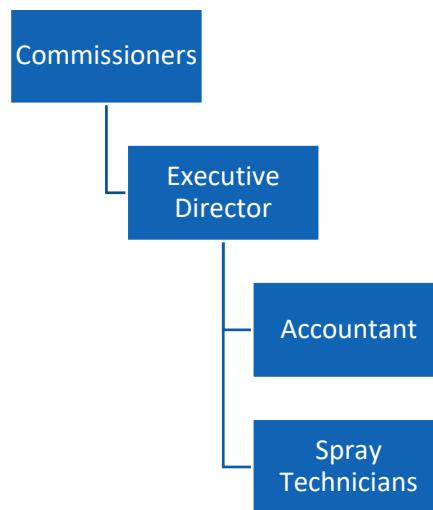 Commissioners
Executive
Director
Accountant
Spray
Technicians